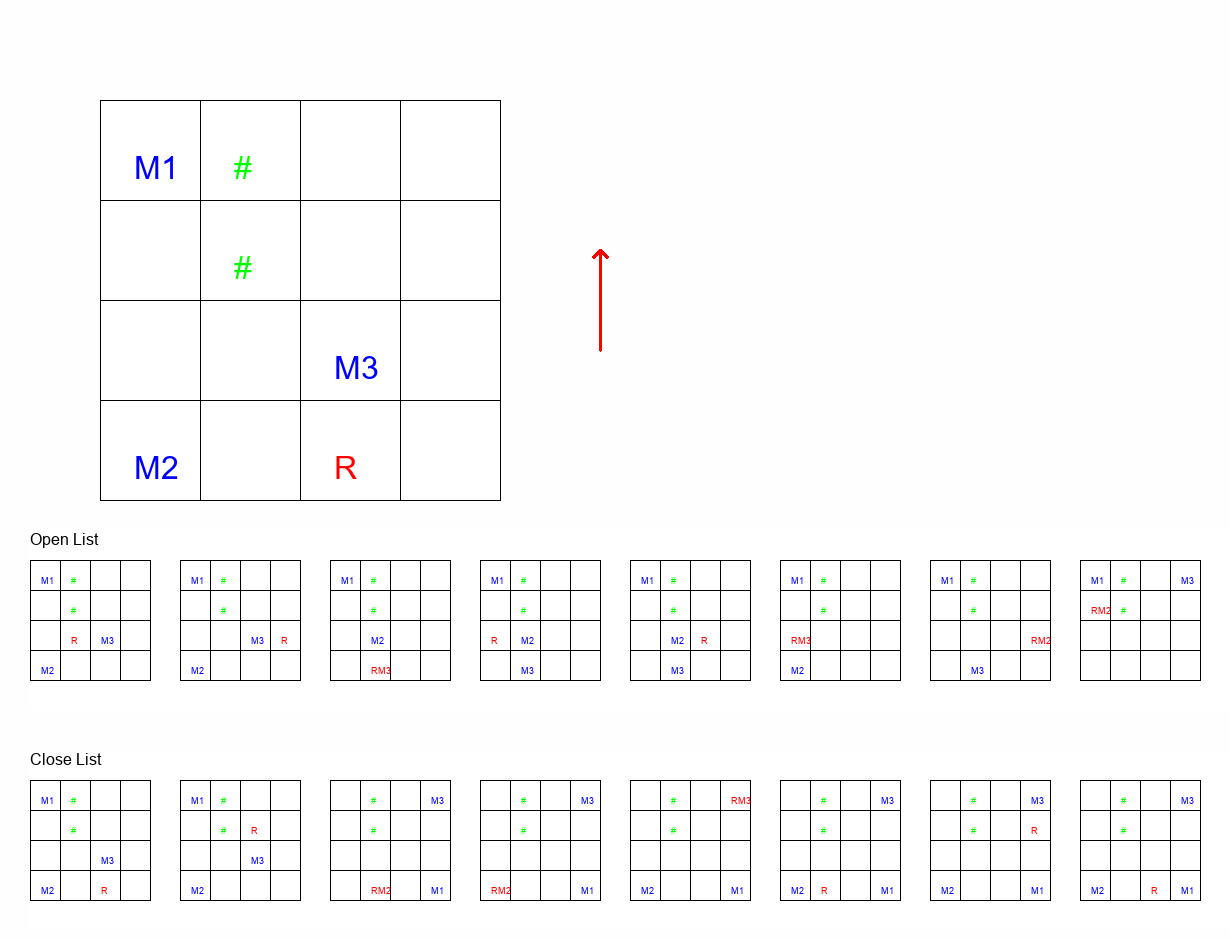 M1 #
#
M3
M2 R
Open List
M1 # M1 # M1 # M1 # M1 # M1 # M1 # M1 # M3
# # # # # # # RM2 #
R M3 M3 R M2 R M2 M2 R RM3 RM2
M2 M2 RM3 M3 M3 M2 M3
Close List
M1 # M1 # # M3 # M3 # RM3 # M3 # M3 # M3
# # R # # # # # R #
M3 M3
M2 R M2 RM2 M1 RM2 M1 M2 M1 M2 R M1 M2 M1 M2 R M1